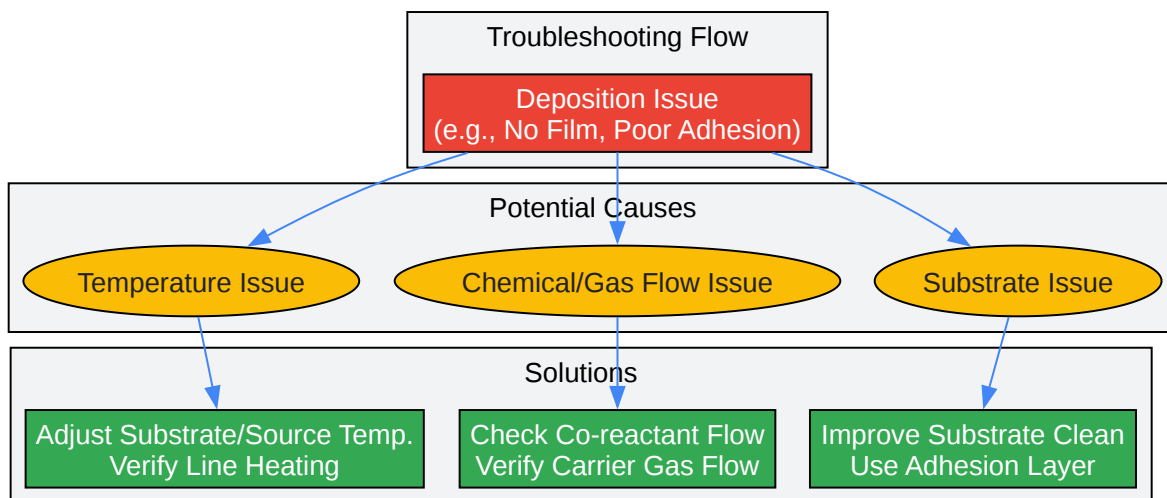 Troubleshooting Flow
Deposition Issue
(e.g., No Film, Poor Adhesion)
Potential Causes
Temperature Issue
Chemical/Gas Flow Issue
Substrate Issue
Solutions
Adjust Substrate/Source Temp.
Verify Line Heating
Check Co-reactant Flow
Verify Carrier Gas Flow
Improve Substrate Clean
Use Adhesion Layer